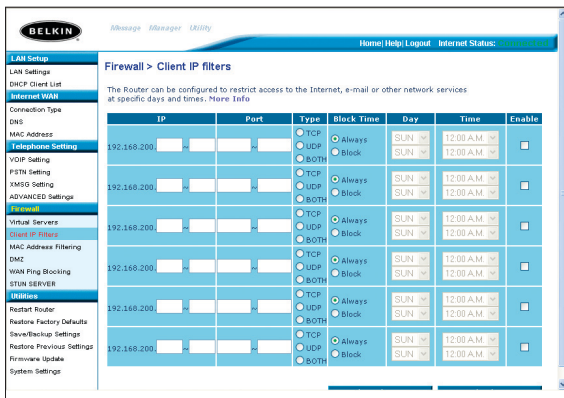 BELKIN
Message Manager Utility
Home| Help| Logout Internet Status:
LAN Setup
LAN Settings
DHCP Client List
Internet WAN
Connection Type
DNS
MAC Address
Telephone Setting
VOIP Setting
PSTN Setting
XMSG Setting
ADVANCED Settings
Firewall
Virtual Servers
Client IP Filters
MAC Address Filtering
DMZ
WAN Ping Blocking
STUN SERVER
Utilities
Restart Router
Restore Factory Defaults
Save/Backup Settings
Restore Previous Settings
Firmware Update
System Settings
Firewall > Client IP filters
The Router can be configured to restrict access to the Internet, e-mail or other network services
at specific days and times. More Info
IP Port Type Block Time Day Time Enable
192.168.200. ~ ~ TCP UDP BOTH Always Block SUN SUN 12:00 A.M. 12:00 A.M.
192.168.200. ~ ~ TCP UDP BOTH Always Block SUN SUN 12:00 A.M. 12:00 A.M.
192.168.200. ~ ~ TCP UDP BOTH Always Block SUN SUN 12:00 A.M. 12:00 A.M.
192.168.200. ~ ~ TCP UDP BOTH Always Block SUN SUN 12:00 A.M. 12:00 A.M.
192.168.200. ~ ~ TCP UDP BOTH Always Block SUN SUN 12:00 A.M. 12:00 A.M.
192.168.200. ~ ~ TCP UDP BOTH Always Block SUN SUN 12:00 A.M. 12:00 A.M.